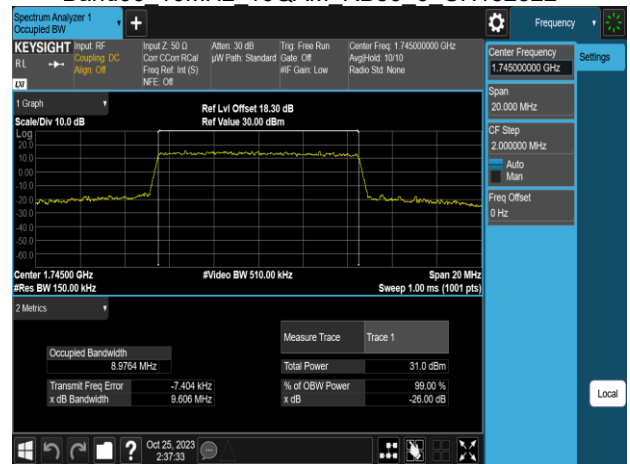 Spectrum Analyzer 1
Occupied BW
+
Frequency
KEYSIGHT
RL
LXI
Input: RF
Coupling: DC
Align: Off
Input Z: 50 Ω
Corr CCorr RCal
Freq Ref: Int (S)
NFE: Off
Atten: 30 dB
µW Path: Standard
Trig: Free Run
Gate: Off
#IF Gain: Low
Center Freq: 1.745000000 GHz
Avg|Hold: 10/10
Radio Std: None
Center Frequency
1.745000000 GHz
Settings
Span
20.000 MHz
CF Step
2.000000 MHz
Auto
Man
Freq Offset
0 Hz
1 Graph
Scale/Div 10.0 dB
Ref Lvl Offset 18.30 dB
Ref Value 30.00 dBm
Log
20.0
10.0
0.00
-10.0
-20.0
-30.0
-40.0
-50.0
-60.0
Center 1.74500 GHz
#Video BW 510.00 kHz
Span 20 MHz
#Res BW 150.00 kHz
Sweep 1.00 ms (1001 pts)
2 Metrics
Measure Trace Trace 1
Occupied Bandwidth
8.9764 MHz
Total Power 31.0 dBm
Transmit Freq Error -7.404 kHz
% of OBW Power 99.00 %
x dB Bandwidth 9.606 MHz
x dB -26.00 dB
Local
?
Oct 25, 2023
2:37:33